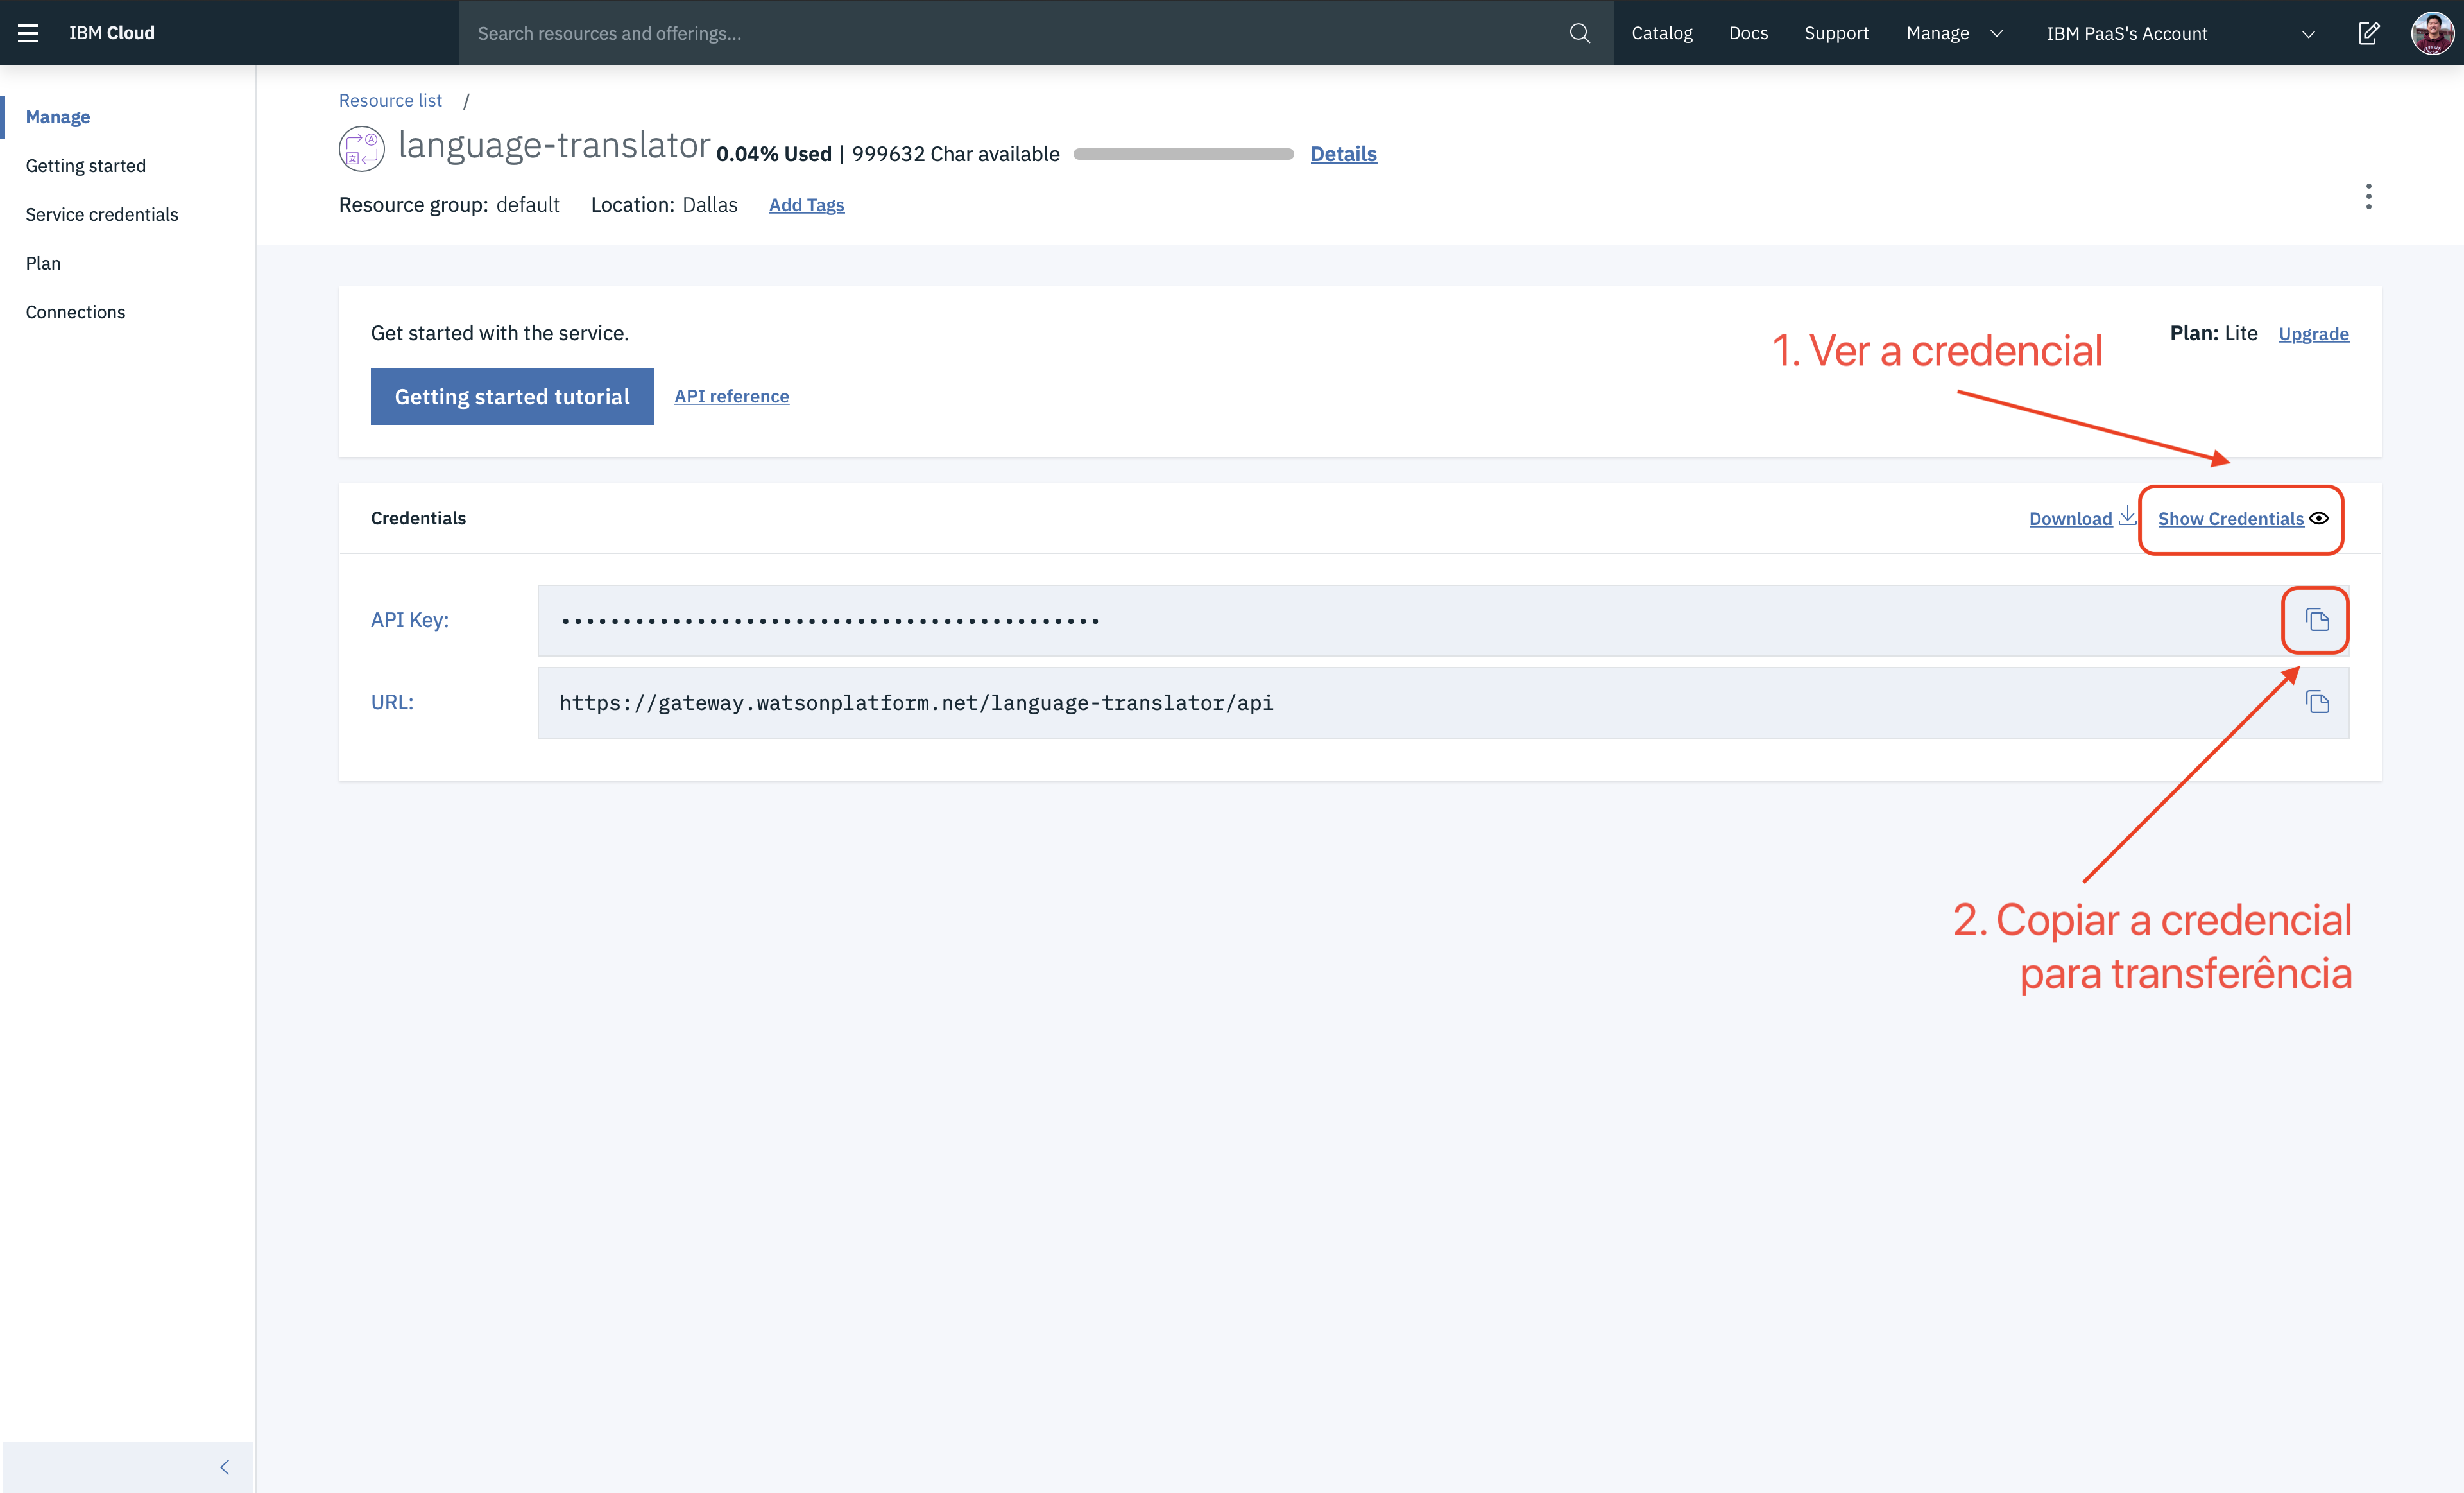 IBM Cloud
Search resources and offerings...
Catalog
Docs
Support
Manage
IBM PaaS's Account
Manage
Getting started
Service credentials
Plan
Connections
Resource list /
language-translator 0.04% Used | 999632 Char available Details
Resource group: default Location: Dallas Add Tags
Get started with the service.
Plan: Lite Upgrade
Getting started tutorial API reference
1. Ver a credencial
Credentials
Download Show Credentials
API Key: ••••••••••••••••••••••••••••••••••••••••••••
URL: https://gateway.watsonplatform.net/language-translator/api
2. Copiar a credencial
para transferência